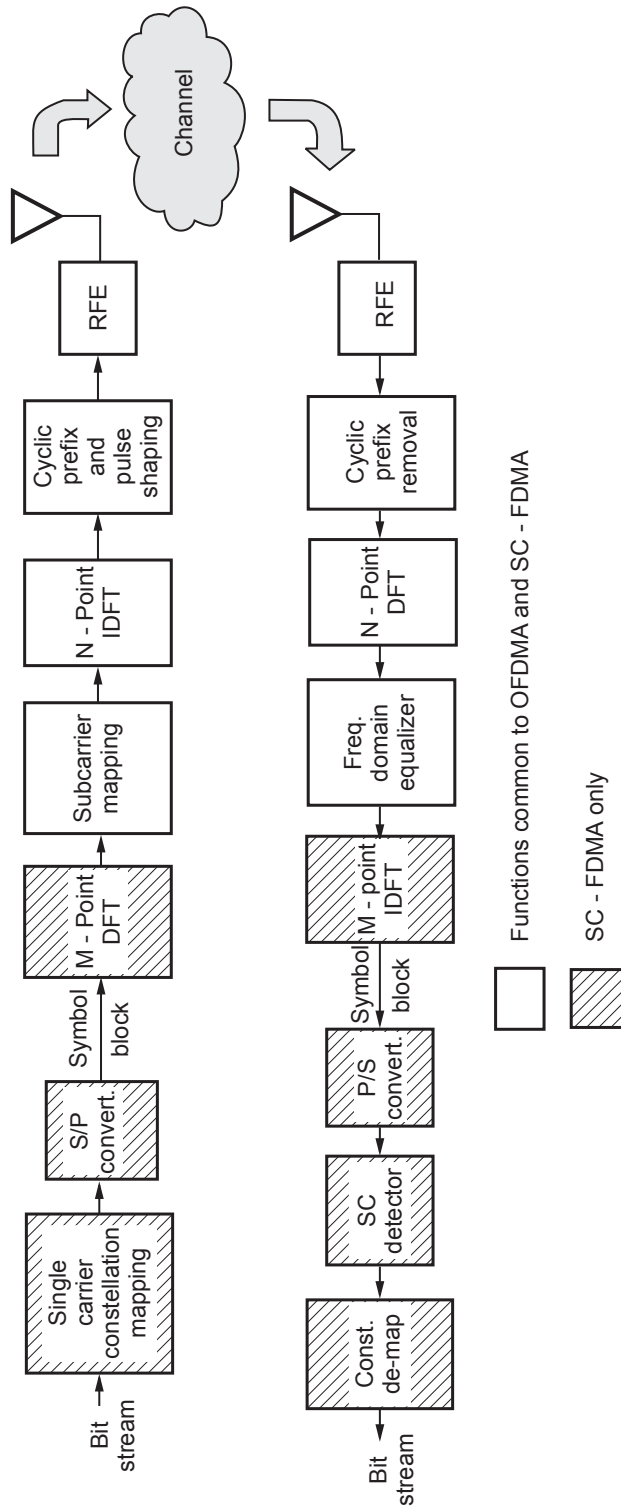 Bit
stream
Single
carrier
constellation
mapping
S/P
convert.
Symbol
block
M - Point
DFT
Subcarrier
mapping
N - Point
IDFT
Cyclic
prefix
and
pulse
shaping
RFE
Channel
RFE
Cyclic
prefix
removal
N - Point
DFT
Freq.
domain
equalizer
M - point
IDFT
Symbol
block
P/S
convert.
SC
detector
Const.
de-map
Bit
stream
Functions common to OFDMA and SC - FDMA
SC - FDMA only